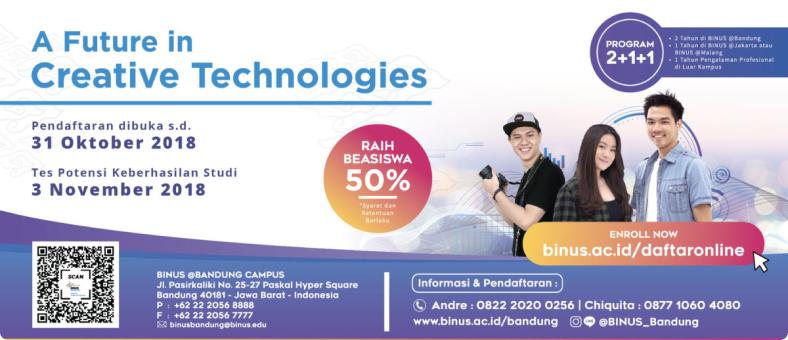 A Future in
Creative Technologies
Pendaftaran dibuka s.d.
31 Oktober 2018
Tes Potensi Keberhasilan Studi
3 November 2018
PROGRAM
2+1+1
• 2 Tahun di BINUS @Bandung
• 1 Tahun di BINUS @Jakarta atau
BINUS @Malang
• 1 Tahun Pengalaman Profesional
di Luar Kampus
RAIH
BEASISWA
50%
*Syarat dan
Ketentuan
Berlaku
ENROLL NOW
binus.ac.id/daftaronline
SCAN
BINUS @BANDUNG CAMPUS
Jl. Pasirkaliki No. 25-27 Paskal Hyper Square
Bandung 40181 - Jawa Barat - Indonesia
P : +62 22 2056 8888
F : +62 22 2056 7777
binusbandung@binus.edu
Informasi & Pendaftaran :
Andre : 0822 2020 0256 | Chiquita : 0877 1060 4080
www.binus.ac.id/bandung @BINUS_Bandung